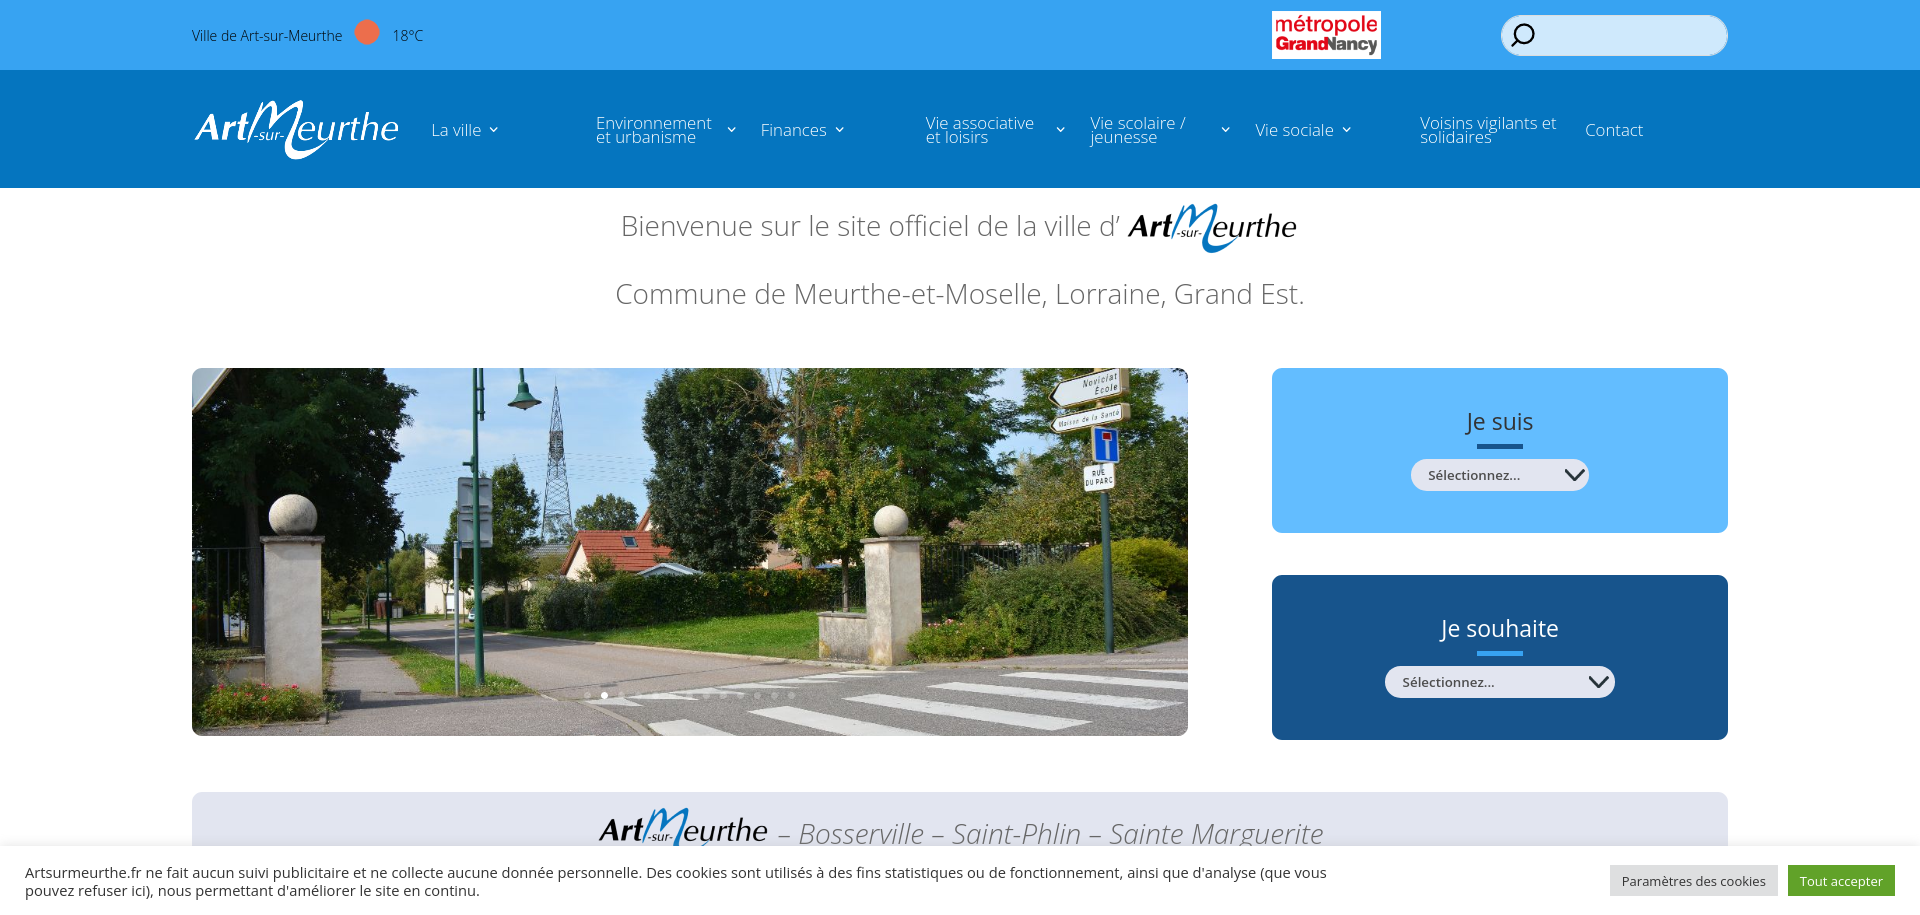 Ville de Art-sur-Meurthe 18°C
métropole
GrandNancy
Art-sur-Meurthe
La ville
Environnement
et urbanisme
Finances
Vie associative
et loisirs
Vie scolaire /
jeunesse
Vie sociale
Voisins vigilants et
solidaires
Contact
Bienvenue sur le site officiel de la ville d’ Art-sur-Meurthe
Commune de Meurthe-et-Moselle, Lorraine, Grand Est.
Noviciat
École
Maison de la Santé
RUE
DU PARC
Je suis
Sélectionnez...
Je souhaite
Sélectionnez...
Art-sur-Meurthe – Bosserville – Saint-Phlin – Sainte Marguerite
Artsurmeurthe.fr ne fait aucun suivi publicitaire et ne collecte aucune donnée personnelle. Des cookies sont utilisés à des fins statistiques ou de fonctionnement, ainsi que d'analyse (que vous
pouvez refuser ici), nous permettant d'améliorer le site en continu.
Paramètres des cookies
Tout accepter